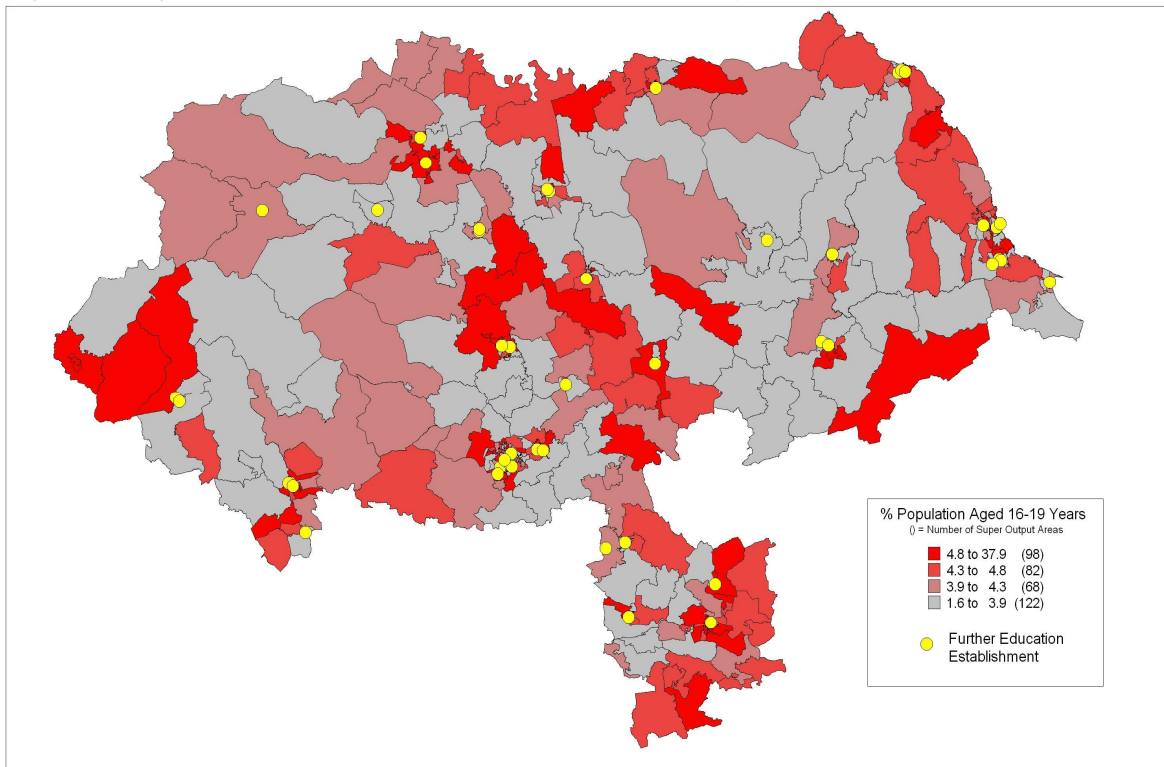 % Population Aged 16-19 Years
() = Number of Super Output Areas
4.8 to 37.9 (98)
4.3 to 4.8 (82)
3.9 to 4.3 (68)
1.6 to 3.9 (122)
Further Education
Establishment